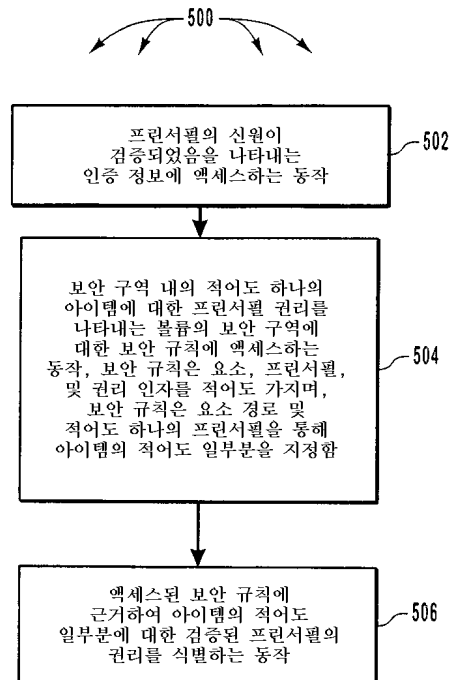 500
프린서펄의 신원이
검증되었음을 나타내는
인증 정보에 액세스하는 동작
502
보안 구역 내의 적어도 하나의
아이템에 대한 프린서펄 권리를
나타내는 볼륨의 보안 구역에
대한 보안 규칙에 액세스하는
동작, 보안 규칙은 요소, 프린서펄,
및 권리 인자를 적어도 가지며,
보안 규칙은 요소 경로 및
적어도 하나의 프린서펄을 통해
아이템의 적어도 일부분을 지정함
504
액세스된 보안 규칙에
근거하여 아이템의 적어도
일부분에 대한 검증된 프린서펄의
권리를 식별하는 동작
506